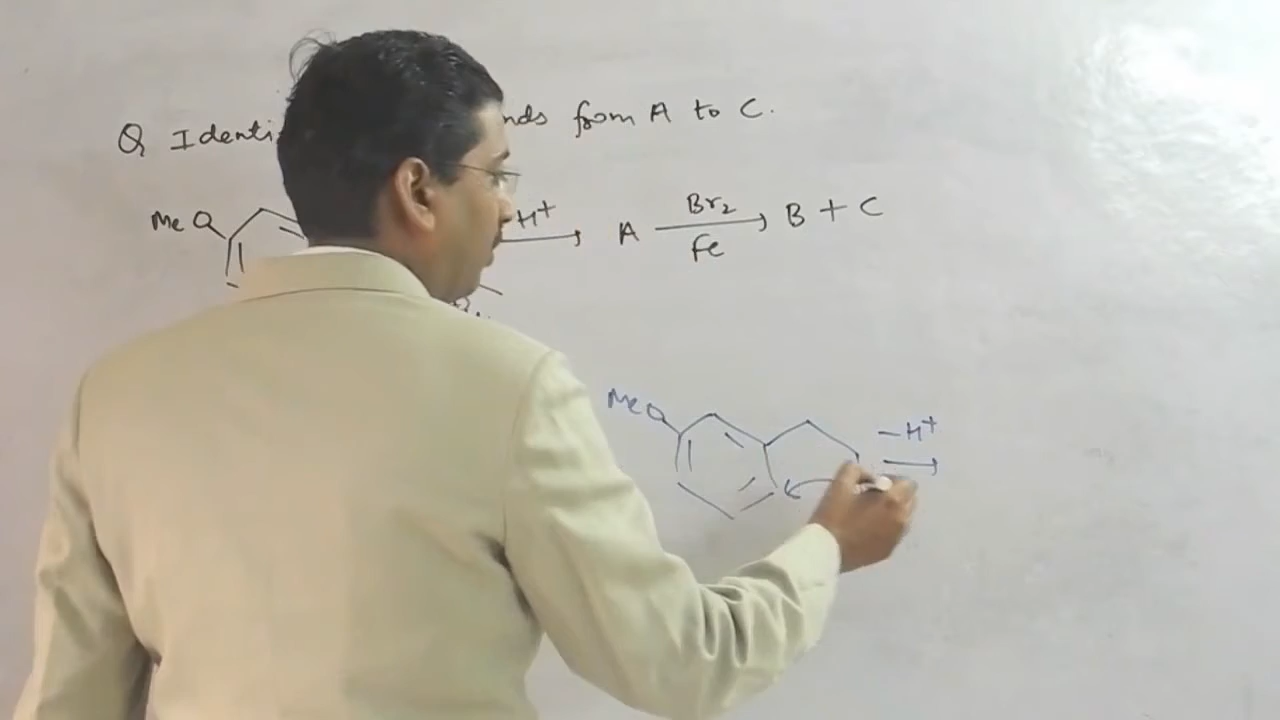 Q Identi nds from A to C.
MeO H+ A Br2 Fe B + C
MeO -H+